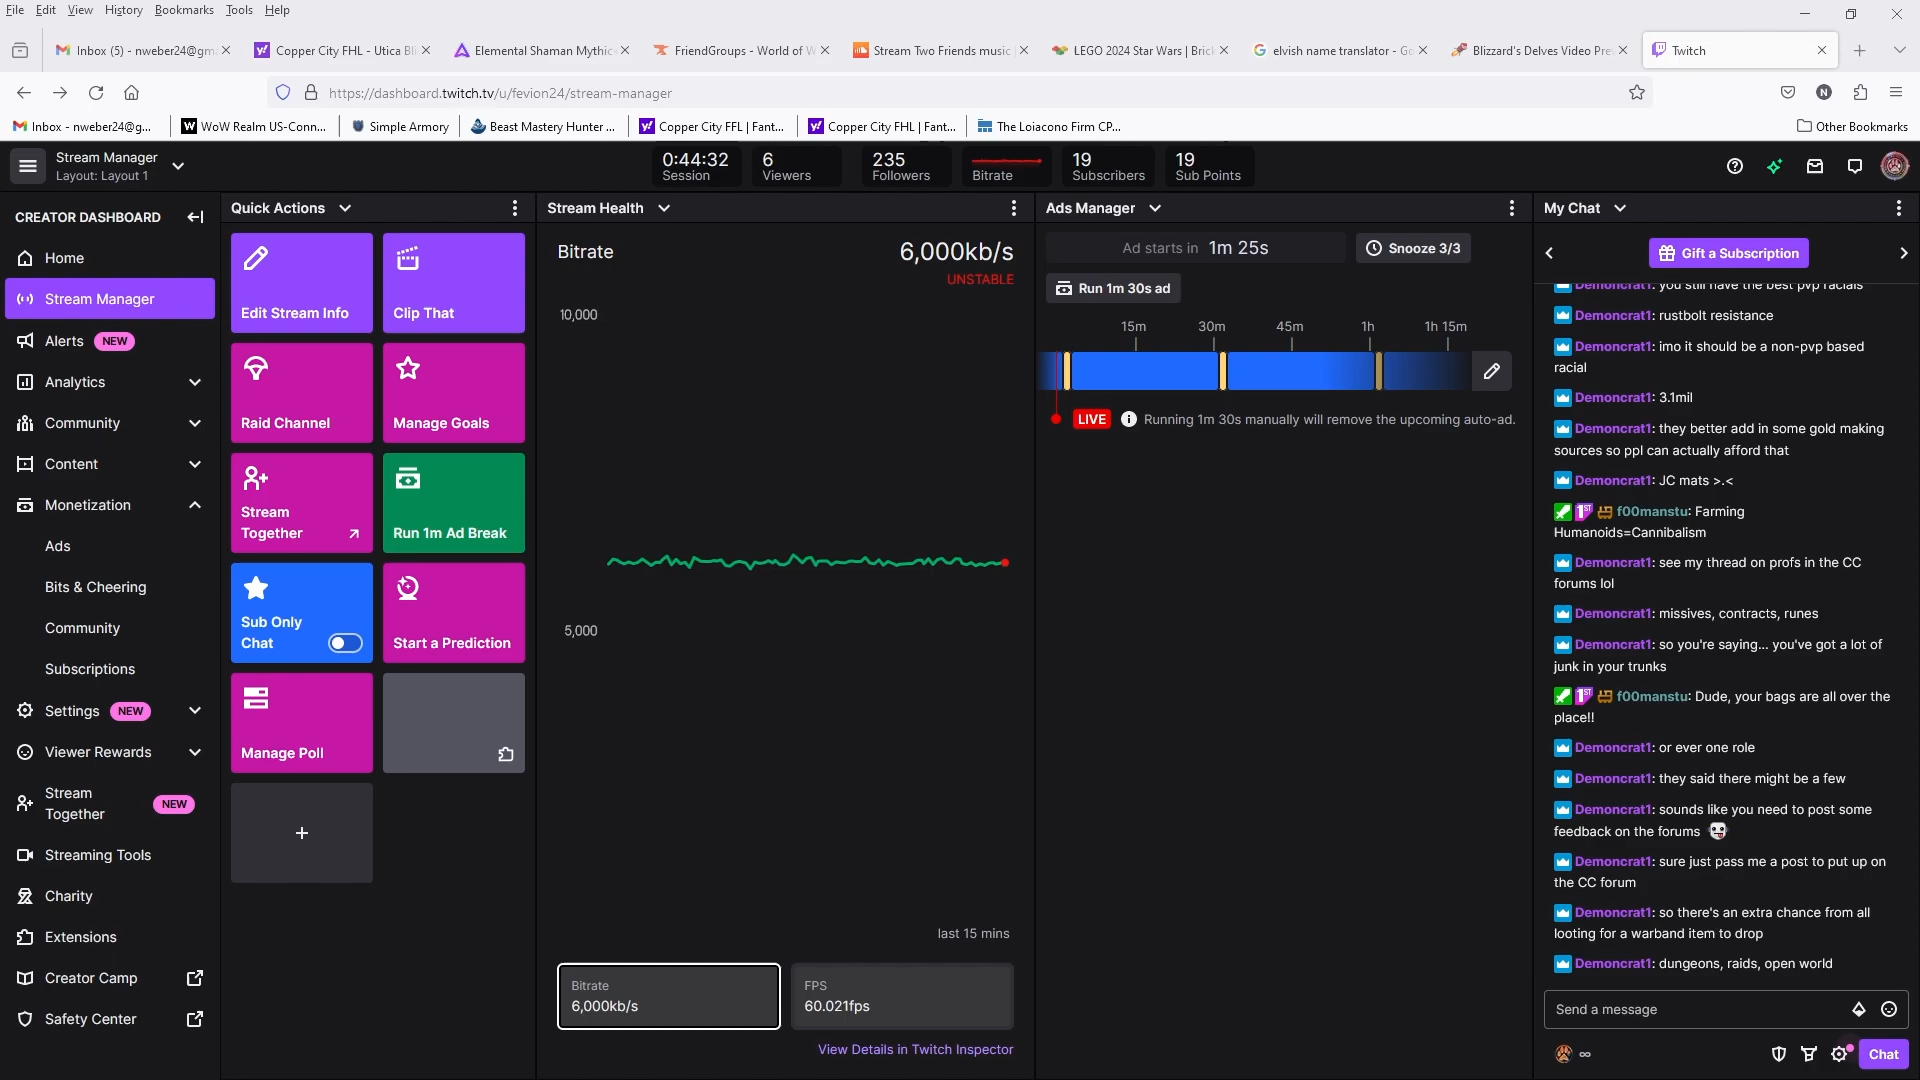 File Edit View History Bookmarks Tools Help
Inbox (5) - nweber24@gm
Copper City FHL - Utica Bli
Elemental Shaman Mythic
FriendGroups - World of W
Stream Two Friends music
LEGO 2024 Star Wars | Brick
elvish name translator - Go
Blizzard's Delves Video Pre
Twitch
https://dashboard.twitch.tv/u/fevion24/stream-manager
N
Inbox - nweber24@g...
WoW Realm US-Conn...
Simple Armory
Beast Mastery Hunter ...
Copper City FFL | Fant...
Copper City FHL | Fant...
The Loiacono Firm CP...
Other Bookmarks
Stream Manager
Layout: Layout 1
0:44:32
Session
6
Viewers
235
Followers
Bitrate
19
Subscribers
19
Sub Points
CREATOR DASHBOARD
Home
Stream Manager
Alerts NEW
Analytics
Community
Content
Monetization
Ads
Bits & Cheering
Community
Subscriptions
Settings NEW
Viewer Rewards
Stream
Together NEW
Streaming Tools
Charity
Extensions
Creator Camp
Safety Center
Quick Actions
Edit Stream Info
Clip That
Raid Channel
Manage Goals
Stream
Together
Run 1m Ad Break
Sub Only
Chat
Start a Prediction
Manage Poll
+
Stream Health
Bitrate
6,000kb/s
UNSTABLE
10,000
5,000
last 15 mins
Bitrate
6,000kb/s
FPS
60.021fps
View Details in Twitch Inspector
Ads Manager
Ad starts in 1m 25s
Snooze 3/3
Run 1m 30s ad
15m 30m 45m 1h 1h 15m
LIVE Running 1m 30s manually will remove the upcoming auto-ad.
My Chat
Gift a Subscription
Demoncrat1: you still have the best pvp racials
Demoncrat1: rustbolt resistance
Demoncrat1: imo it should be a non-pvp based
racial
Demoncrat1: 3.1mil
Demoncrat1: they better add in some gold making
sources so ppl can actually afford that
Demoncrat1: JC mats >.<
1ST f00manstu: Farming
Humanoids=Cannibalism
Demoncrat1: see my thread on profs in the CC
forums lol
Demoncrat1: missives, contracts, runes
Demoncrat1: so you're saying... you've got a lot of
junk in your trunks
1ST f00manstu: Dude, your bags are all over the
place!!
Demoncrat1: or ever one role
Demoncrat1: they said there might be a few
Demoncrat1: sounds like you need to post some
feedback on the forums
Demoncrat1: sure just pass me a post to put up on
the CC forum
Demoncrat1: so there's an extra chance from all
looting for a warband item to drop
Demoncrat1: dungeons, raids, open world
Send a message
∞
Chat